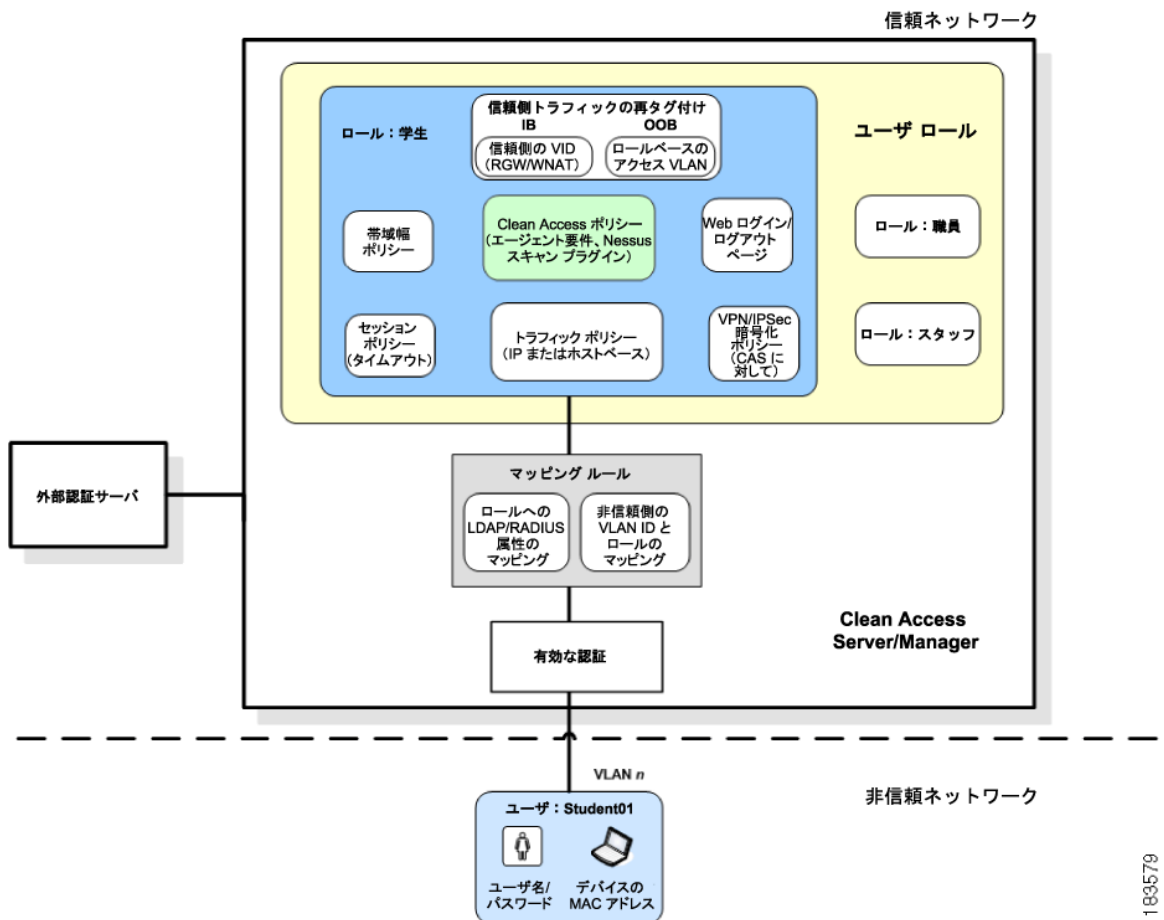 信頼ネットワーク
信頼側トラフィックの再タグ付け
IB
OOB
ロール：学生
信頼側の VID
(RGW/WNAT)
ロールベースの
アクセス VLAN
ユーザ ロール
帯域幅
ポリシー
Clean Access ポリシー
(エージェント要件、Nessus
スキャン プラグイン)
Web ログイン/
ログアウト
ページ
ロール：職員
セッション
ポリシー
(タイムアウト)
トラフィック ポリシー
(IP またはホストベース)
VPN/IPSec
暗号化
ポリシー
(CAS に
対して)
ロール：スタッフ
外部認証サーバ
マッピング ルール
ロールへの
LDAP/RADIUS
属性の
マッピング
非信頼側の
VLAN ID と
ロールの
マッピング
Clean Access
Server/Manager
有効な認証
VLAN n
非信頼ネットワーク
ユーザ：Student01
ユーザ名/
パスワード
デバイスの
MAC アドレス
183579